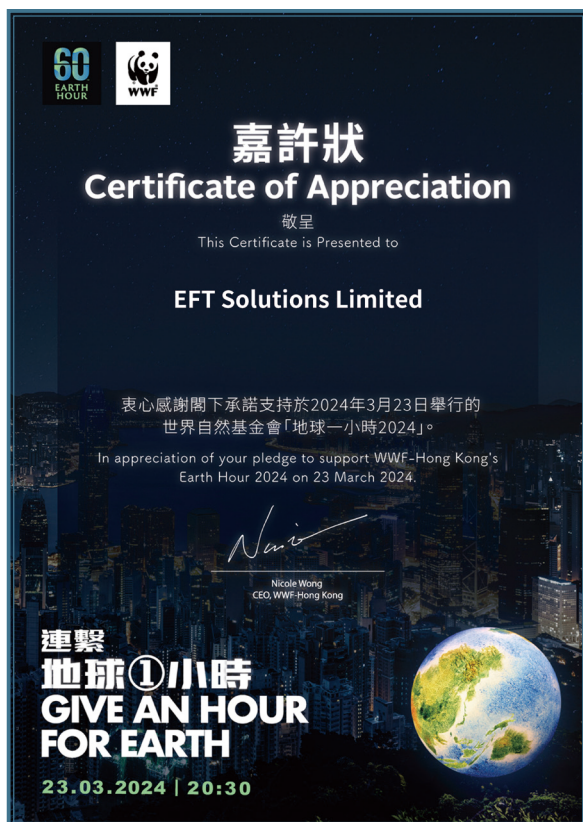 60
EARTH
HOUR
WWF
嘉許狀
Certificate of Appreciation
敬呈
This Certificate is Presented to
EFT Solutions Limited
衷心感謝閣下承諾支持於2024年3月23日舉行的
世界自然基金會「地球一小時2024」。
In appreciation of your pledge to support WWF-Hong Kong's
Earth Hour 2024 on 23 March 2024.
Nicole Wong
CEO, WWF-Hong Kong
連繫
地球①小時
GIVE AN HOUR
FOR EARTH
23.03.2024 | 20:30